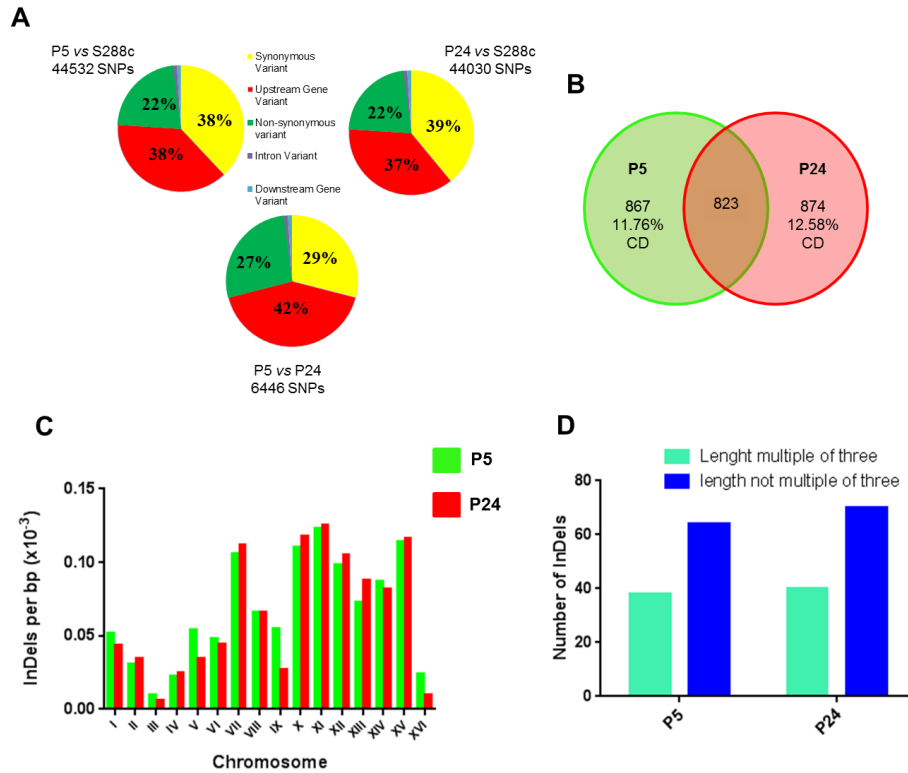 A
P5 vs S288c
44532 SNPs
38%
38%
22%
Synonymous
Variant
Upstream Gene
Variant
Non-synonymous
variant
Intron Variant
Downstream Gene
Variant
P24 vs S288c
44030 SNPs
39%
37%
22%
29%
42%
27%
P5 vs P24
6446 SNPs
B
P5
867
11.76%
CD
823
P24
874
12.58%
CD
C
P5
P24
InDels per bp (x10⁻³)
0.15
0.10
0.05
0.00
I II III IV V VI VII VIII IX X XI XII XIII XIV XV XVI
Chromosome
D
Lenght multiple of three
length not multiple of three
Number of InDels
80
60
40
20
0
P5
P24